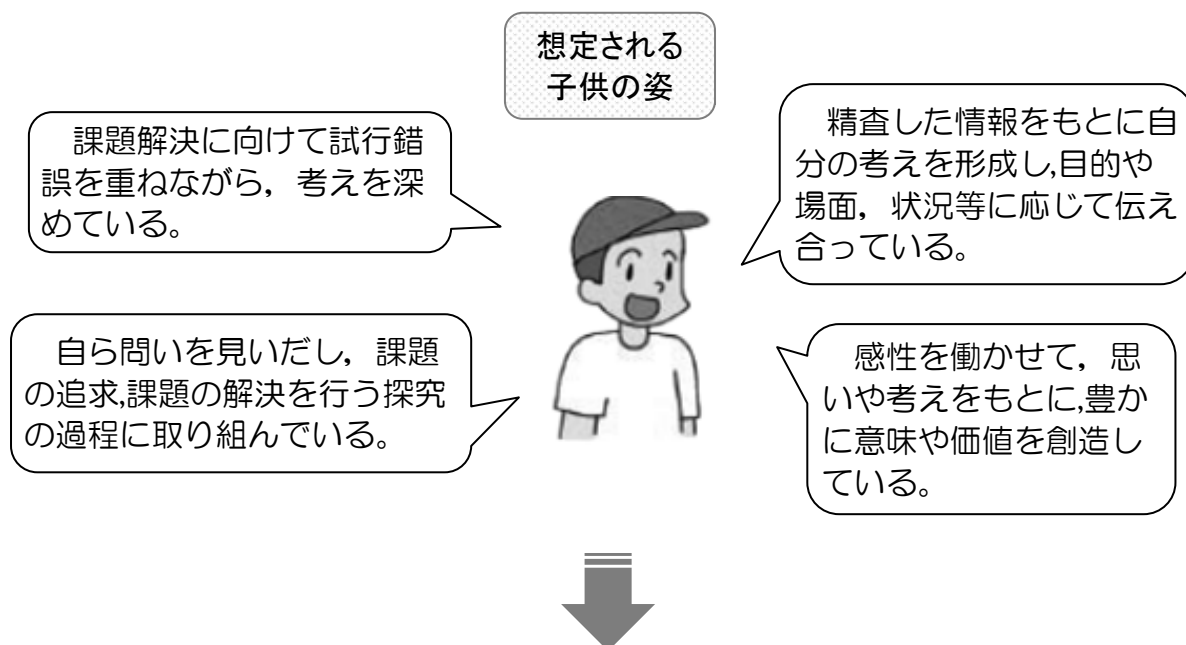 想定される
子供の姿
課題解決に向けて試行錯
誤を重ねながら，考えを深
めている。
精査した情報をもとに自
分の考えを形成し,目的や
場面，状況等に応じて伝え
合っている。
自ら問いを見いだし，課題
の追求,課題の解決を行う探究
の過程に取り組んでいる。
感性を働かせて，思
いや考えをもとに,豊か
に意味や価値を創造し
ている。